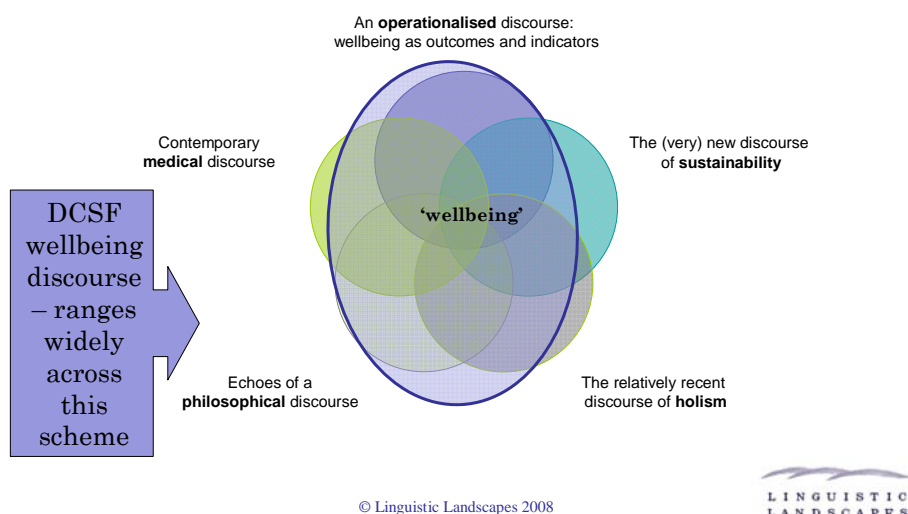 An operationalised discourse:
wellbeing as outcomes and indicators
Contemporary
medical discourse
The (very) new discourse
of sustainability
DCSF
wellbeing
discourse
– ranges
widely
across
this
scheme
‘wellbeing’
Echoes of a
philosophical discourse
The relatively recent
discourse of holism
© Linguistic Landscapes 2008
LINGUISTIC
LANDSCAPES